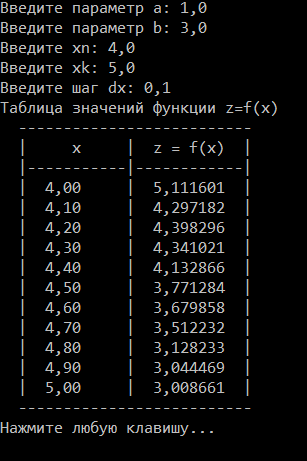 Введите параметр a: 1,0
Введите параметр b: 3,0
Введите xn: 4,0
Введите xk: 5,0
Введите шаг dx: 0,1
Таблица значений функции z=f(x)
---------------------------
|     x     |  z = f(x)  |
|-----------|------------|
|  4,00     |  5,111601  |
|  4,10     |  4,297182  |
|  4,20     |  4,398296  |
|  4,30     |  4,341021  |
|  4,40     |  4,132866  |
|  4,50     |  3,771284  |
|  4,60     |  3,679858  |
|  4,70     |  3,512232  |
|  4,80     |  3,128233  |
|  4,90     |  3,044469  |
|  5,00     |  3,008661  |
---------------------------
Нажмите любую клавишу...